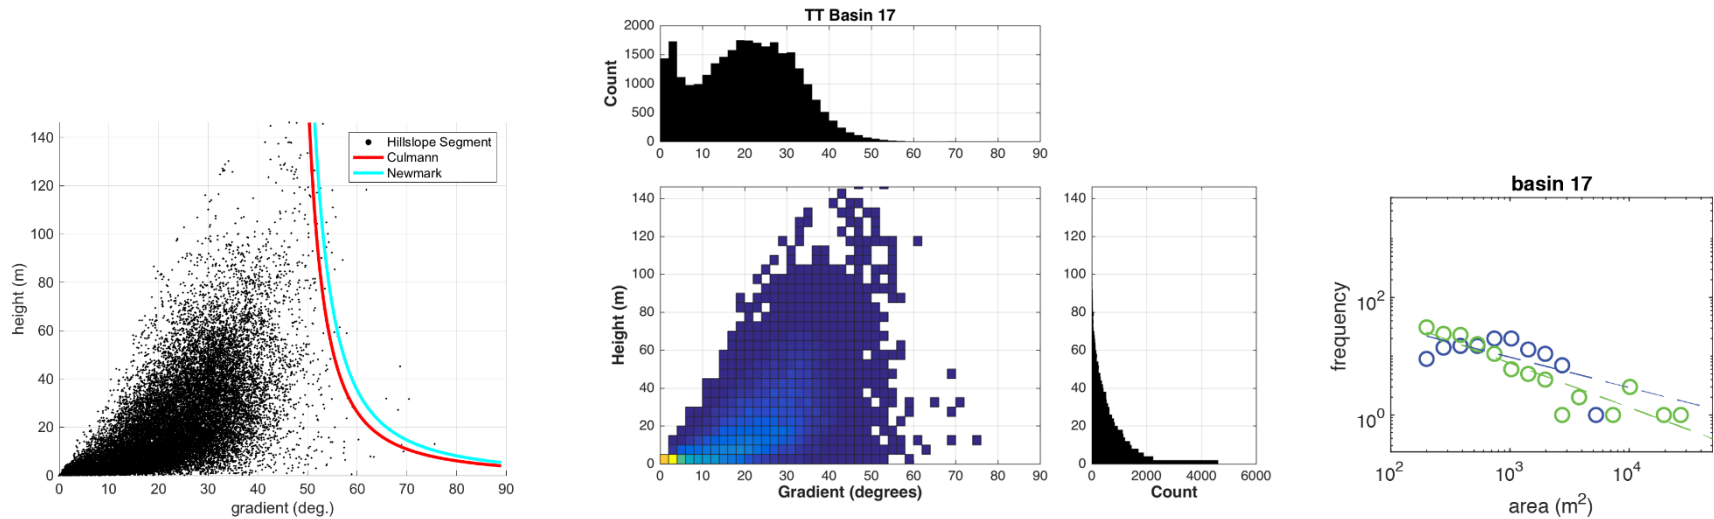 140
120
100
80
60
40
20
0
0 10 20 30 40 50 60 70 80 90
height (m)
gradient (deg.)
Hillslope Segment
Culmann
Newmark
TT Basin 17
2000
1500
1000
500
0
Count
0 10 20 30 40 50 60 70 80 90
140
120
100
80
60
40
20
0
Height (m)
0 10 20 30 40 50 60 70 80 90
Gradient (degrees)
140
120
100
80
60
40
20
0
0 2000 4000 6000
Count
basin 17
10²
10⁰
frequency
10² 10³ 10⁴
area (m²)